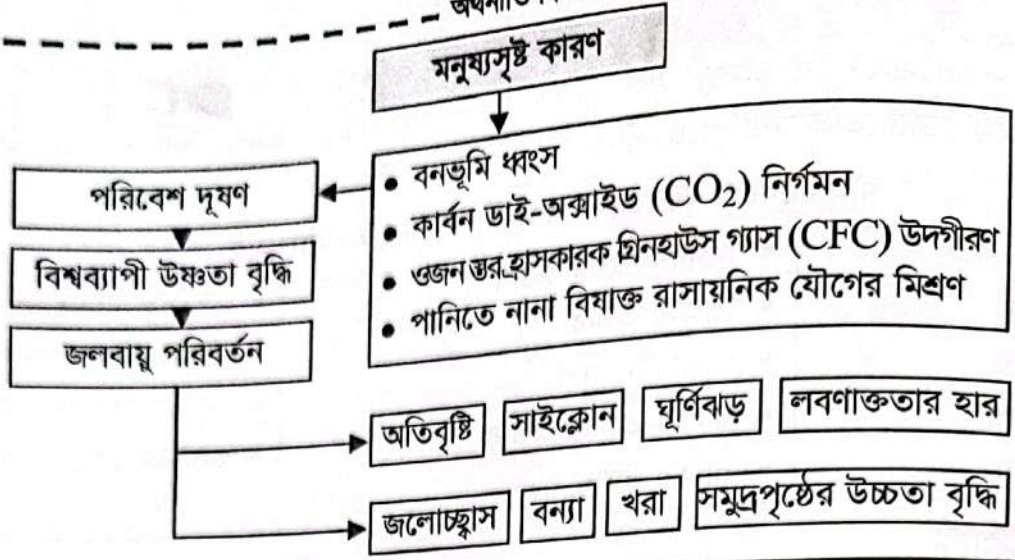 মনুষ্যসৃষ্ট কারণ
• বনভূমি ধ্বংস
• কার্বন ডাই-অক্সাইড (CO₂) নির্গমন
• ওজন স্তর হ্রাসকারক গ্রিনহাউস গ্যাস (CFC) উদগীরণ
• পানিতে নানা বিষাক্ত রাসায়নিক যৌগের মিশ্রণ
পরিবেশ দূষণ
বিশ্বব্যাপী উষ্ণতা বৃদ্ধি
জলবায়ু পরিবর্তন
অতিবৃষ্টি সাইক্লোন ঘূর্ণিঝড় লবণাক্ততার হার
জলোচ্ছ্বাস বন্যা খরা সমুদ্রপৃষ্ঠের উচ্চতা বৃদ্ধি